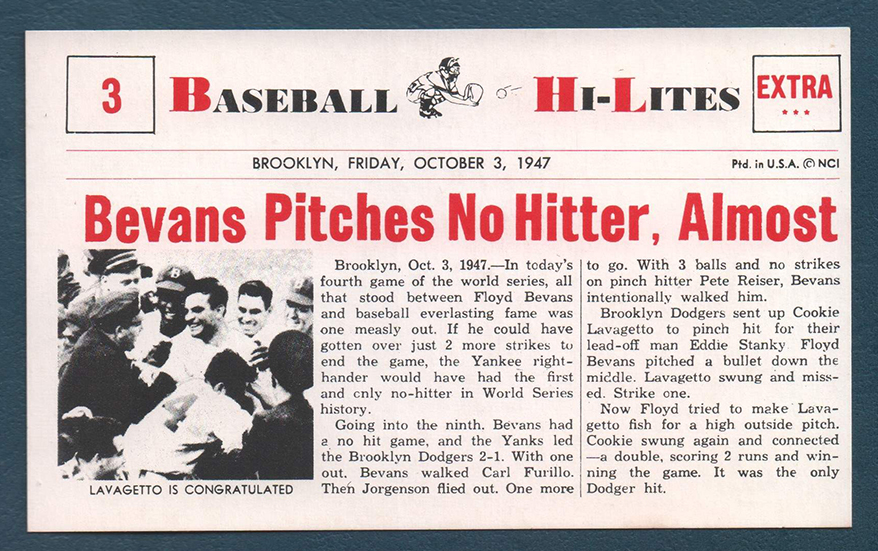 3
BASEBALL HI-LITES
EXTRA
BROOKLYN, FRIDAY, OCTOBER 3, 1947
Ptd. in U.S.A. © NCI
Bevans Pitches No Hitter, Almost
LAVAGETTO IS CONGRATULATED
Brooklyn, Oct. 3, 1947.—In today's
fourth game of the world series, all
that stood between Floyd Bevans
and baseball everlasting fame was
one measly out. If he could have
gotten over just 2 more strikes to
end the game, the Yankee right-
hander would have had the first
and only no-hitter in World Series
history.
Going into the ninth. Bevans had
a no hit game, and the Yanks led
the Brooklyn Dodgers 2-1. With one
out, Bevans walked Carl Furillo.
Then Jorgenson flied out. One more
to go. With 3 balls and no strikes
on pinch hitter Pete Reiser, Bevans
intentionally walked him.
Brooklyn Dodgers sent up Cookie
Lavagetto to pinch hit for their
lead-off man Eddie Stanky Floyd
Bevans pitched a bullet down the
middle. Lavagetto swung and miss-
ed. Strike one.
Now Floyd tried to make Lava-
getto fish for a high outside pitch.
Cookie swung again and connected
—a double, scoring 2 runs and win-
ning the game. It was the only
Dodger hit.